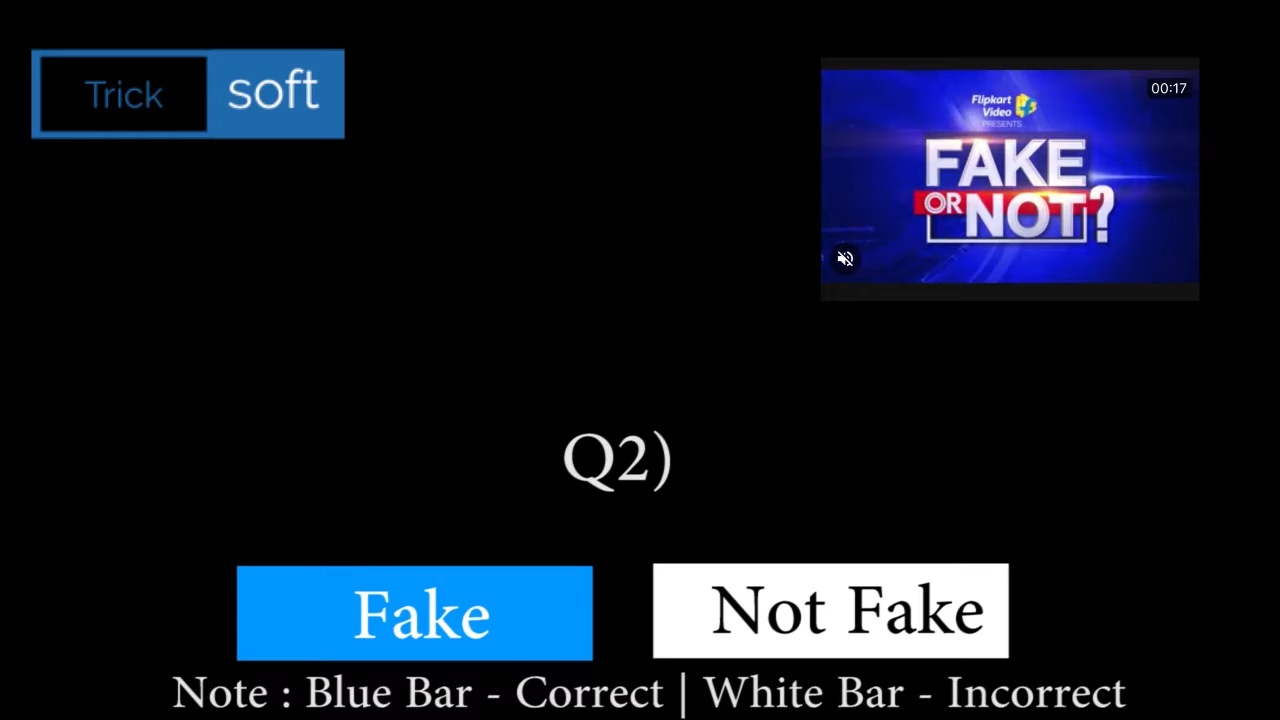 Trick soft
00:17
Flipkart
Video
PRESENTS
FAKE
OR NOT?
Q2)
Fake
Not Fake
Note : Blue Bar - Correct | White Bar - Incorrect